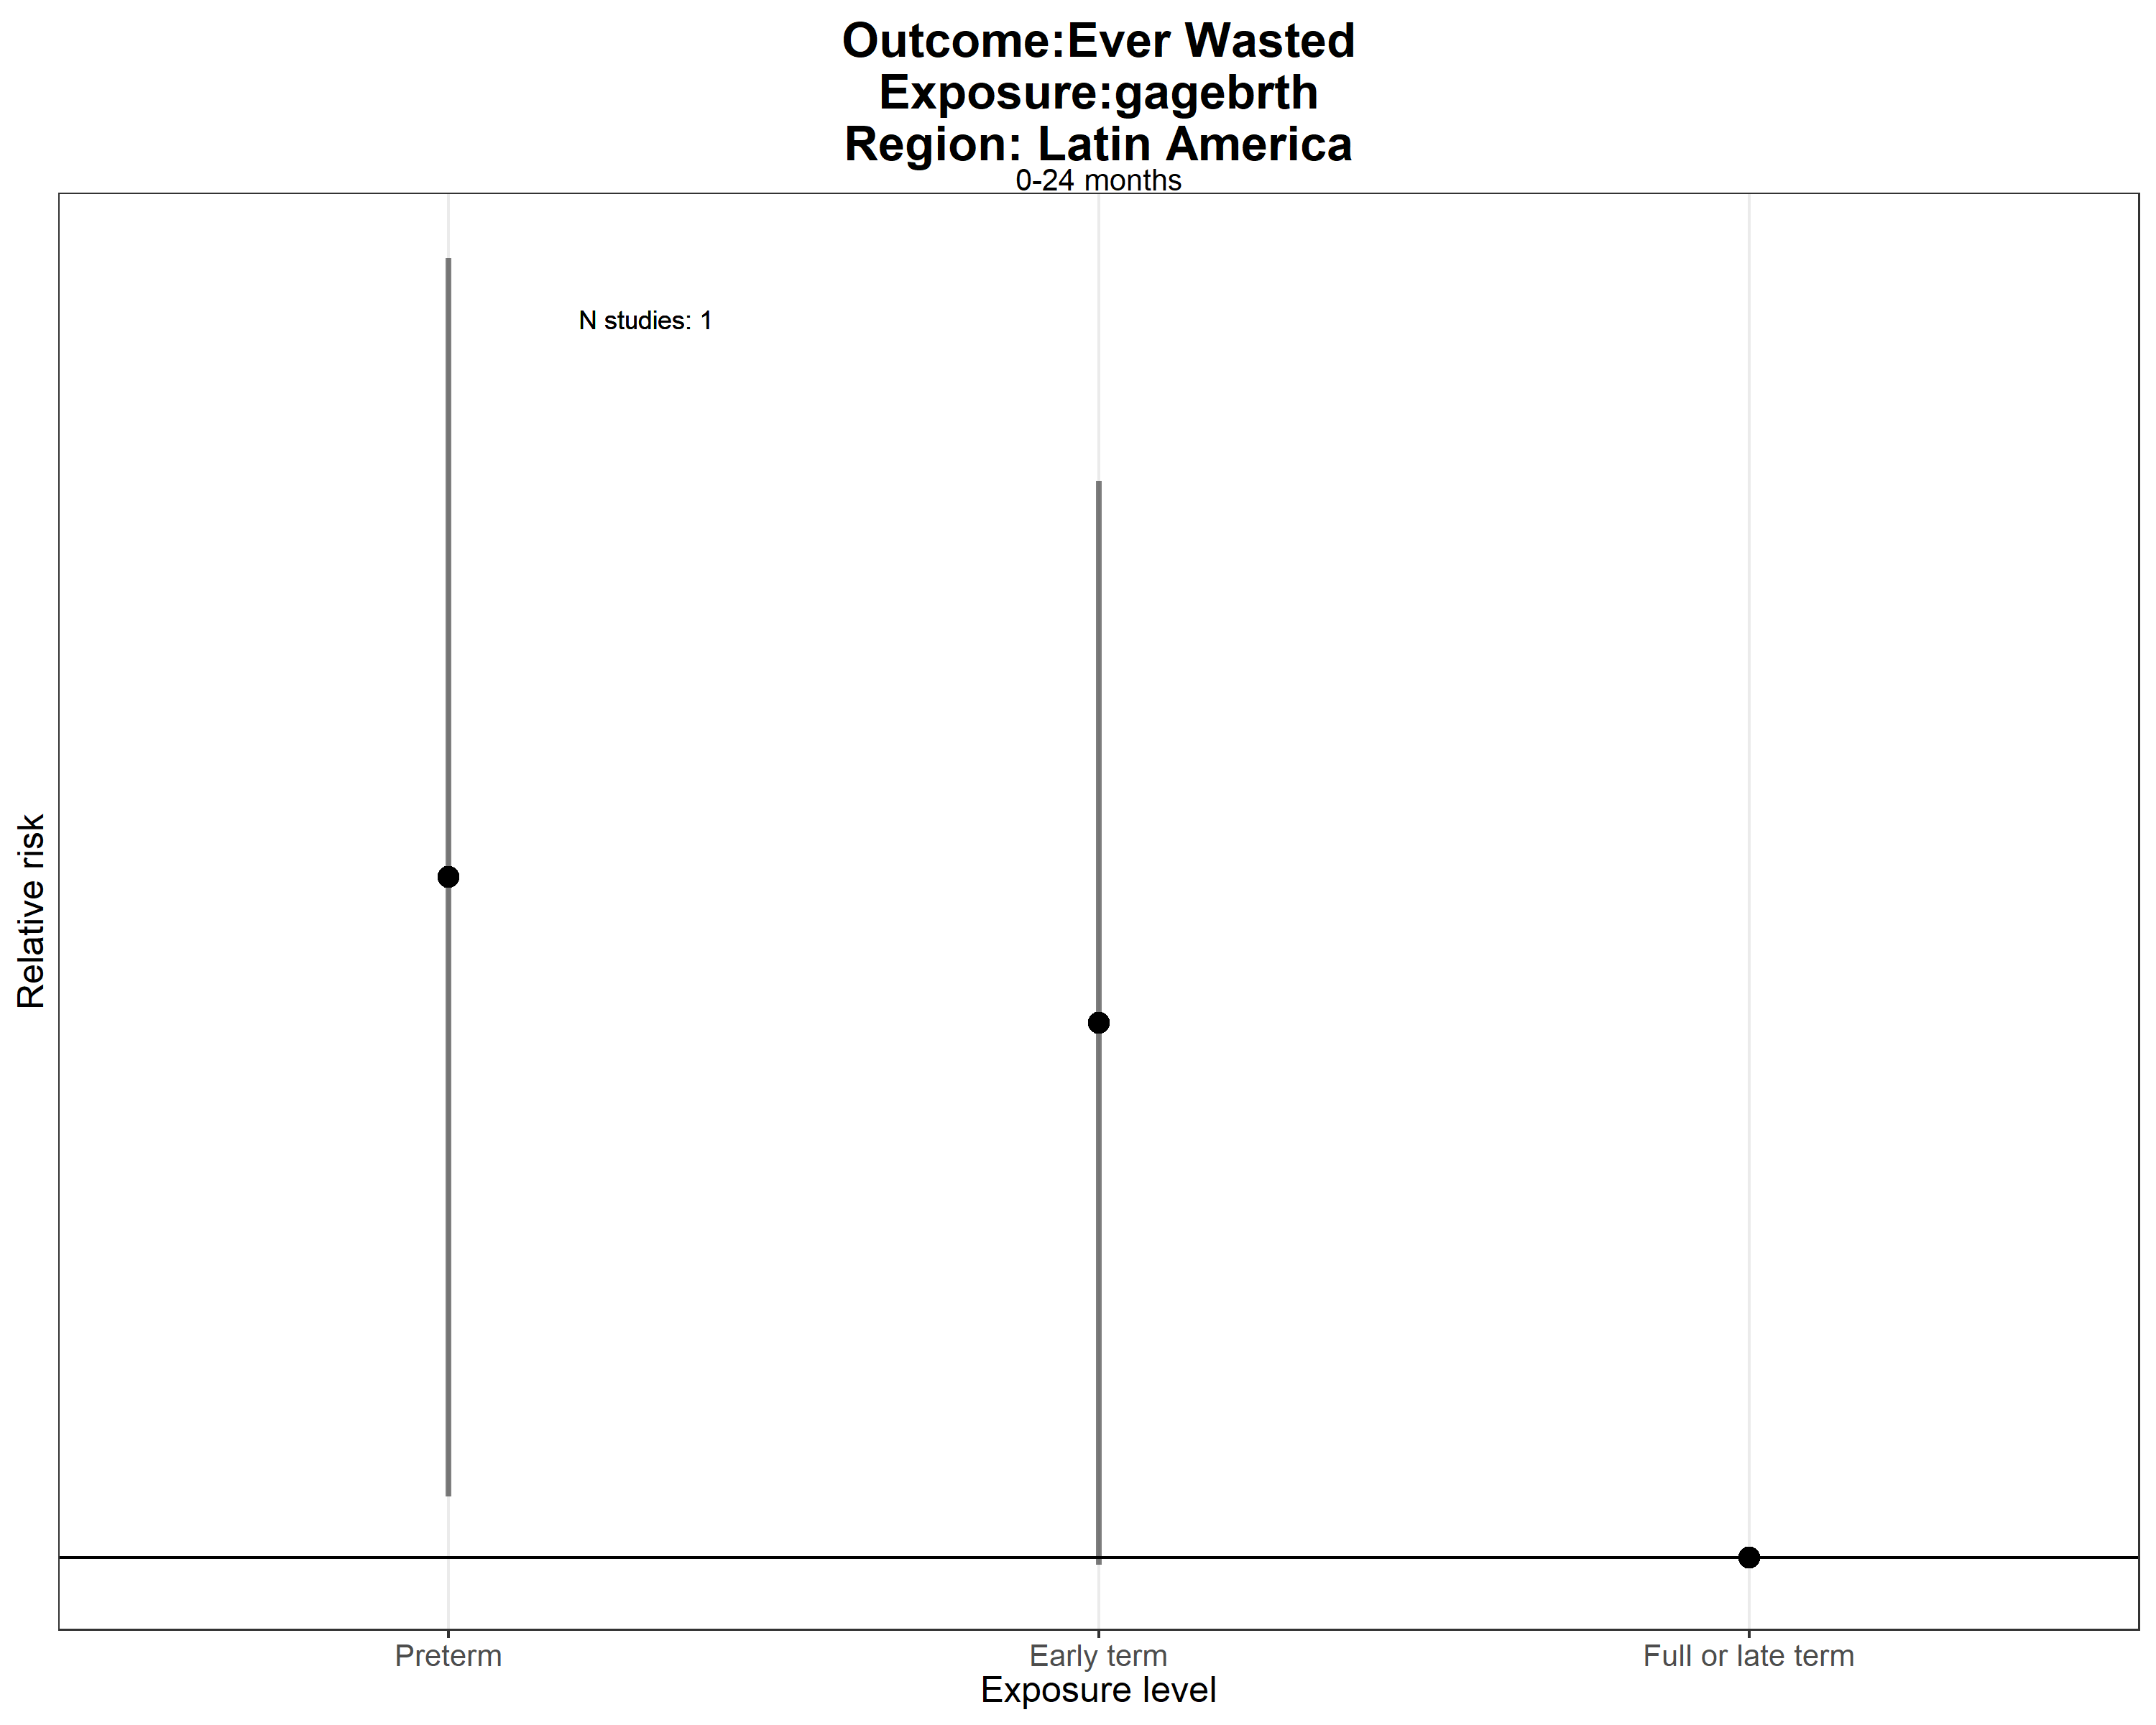 Outcome:Ever Wasted
Exposure:gagebrth
Region: Latin America
0-24 months
N studies: 1
Relative risk
Preterm
Early term
Full or late term
Exposure level